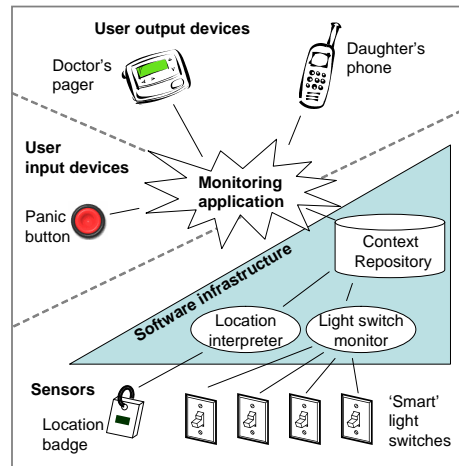 User output devices
Doctor's
pager
Daughter's
phone
User
input devices
Panic
button
Monitoring
application
Software infrastructure
Context
Repository
Location
interpreter
Light switch
monitor
Sensors
Location
badge
'Smart'
light
switches